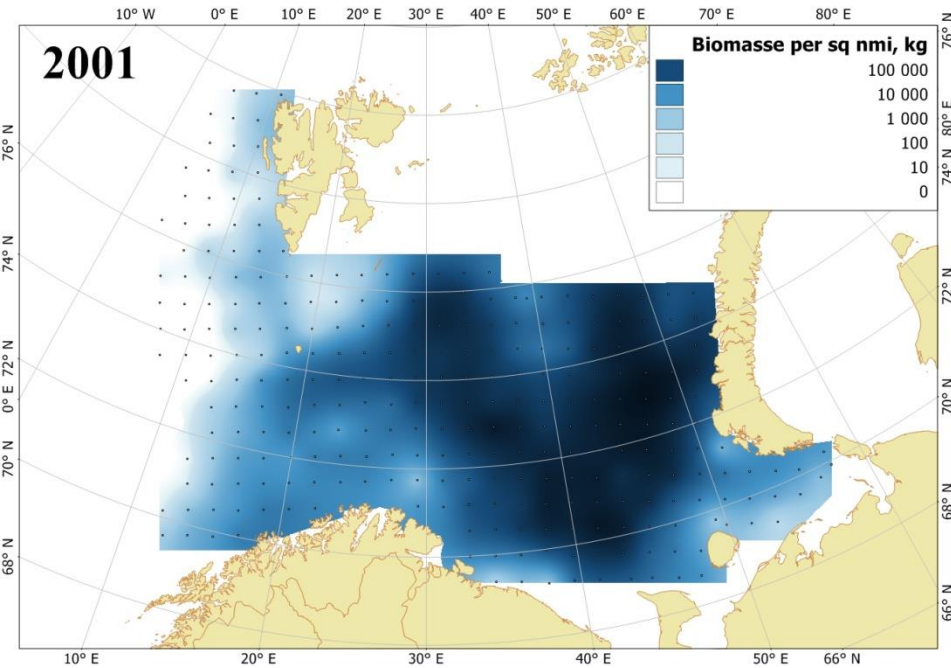 10° W 0° E 10° E 20° E 30° E 40° E 50° E 60° E 70° E 80° E
2001
Biomasse per sq nmi, kg
100 000
10 000
1 000
100
10
0
76° N
74° N
72° N
0° E
70° N
68° N
76° N
80° E
74° N
72° N
70° N
68° N
66° N
10° E 20° E 30° E 40° E 50° E 66° N